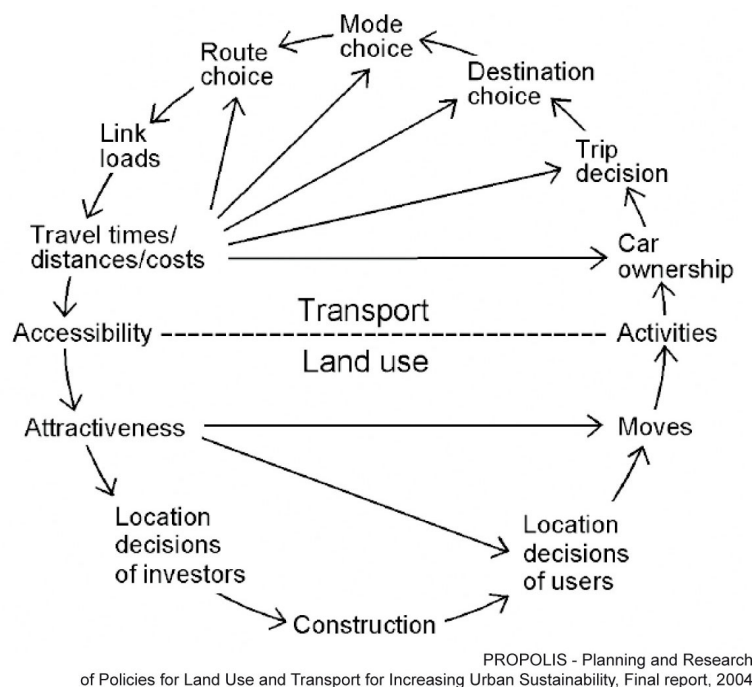 Mode
choice
Route
choice
Destination
choice
Link
loads
Trip
decision
Travel times/
distances/costs
Car
ownership
Transport
Accessibility
Activities
Land use
Attractiveness
Moves
Location
decisions
of investors
Location
decisions
of users
Construction
PROPOLIS - Planning and Research
of Policies for Land Use and Transport for Increasing Urban Sustainability, Final report, 2004